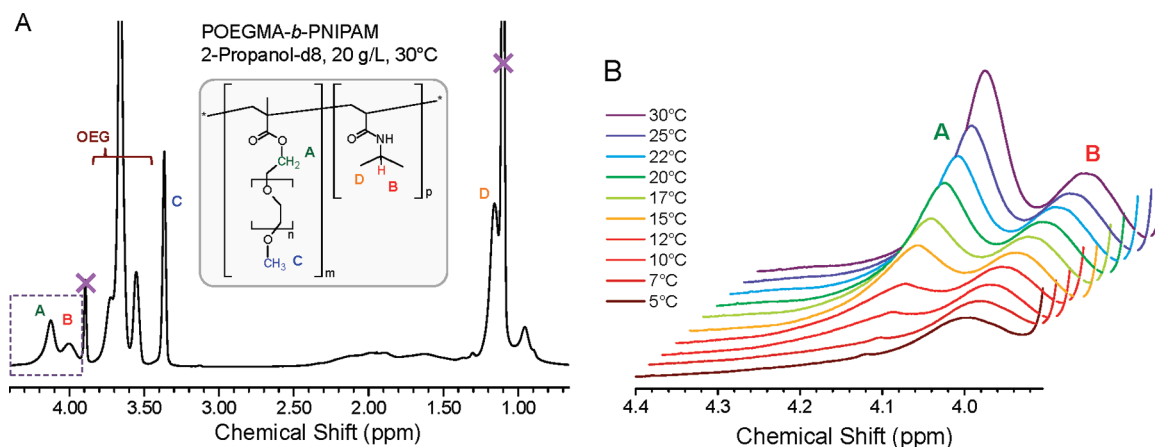 A
POEGMA-b-PNIPAM
2-Propanol-d8, 20 g/L, 30°C
OEG
A
B
C
D
*
*
O
O
CH2
A
O
n
O
CH3
C
m
O
NH
D
H
B
p
4.00
3.50
3.00
2.50
2.00
1.50
1.00
Chemical Shift (ppm)
B
30°C
25°C
22°C
20°C
17°C
15°C
12°C
10°C
7°C
5°C
A
B
4.4
4.3
4.2
4.1
4.0
Chemical Shift (ppm)